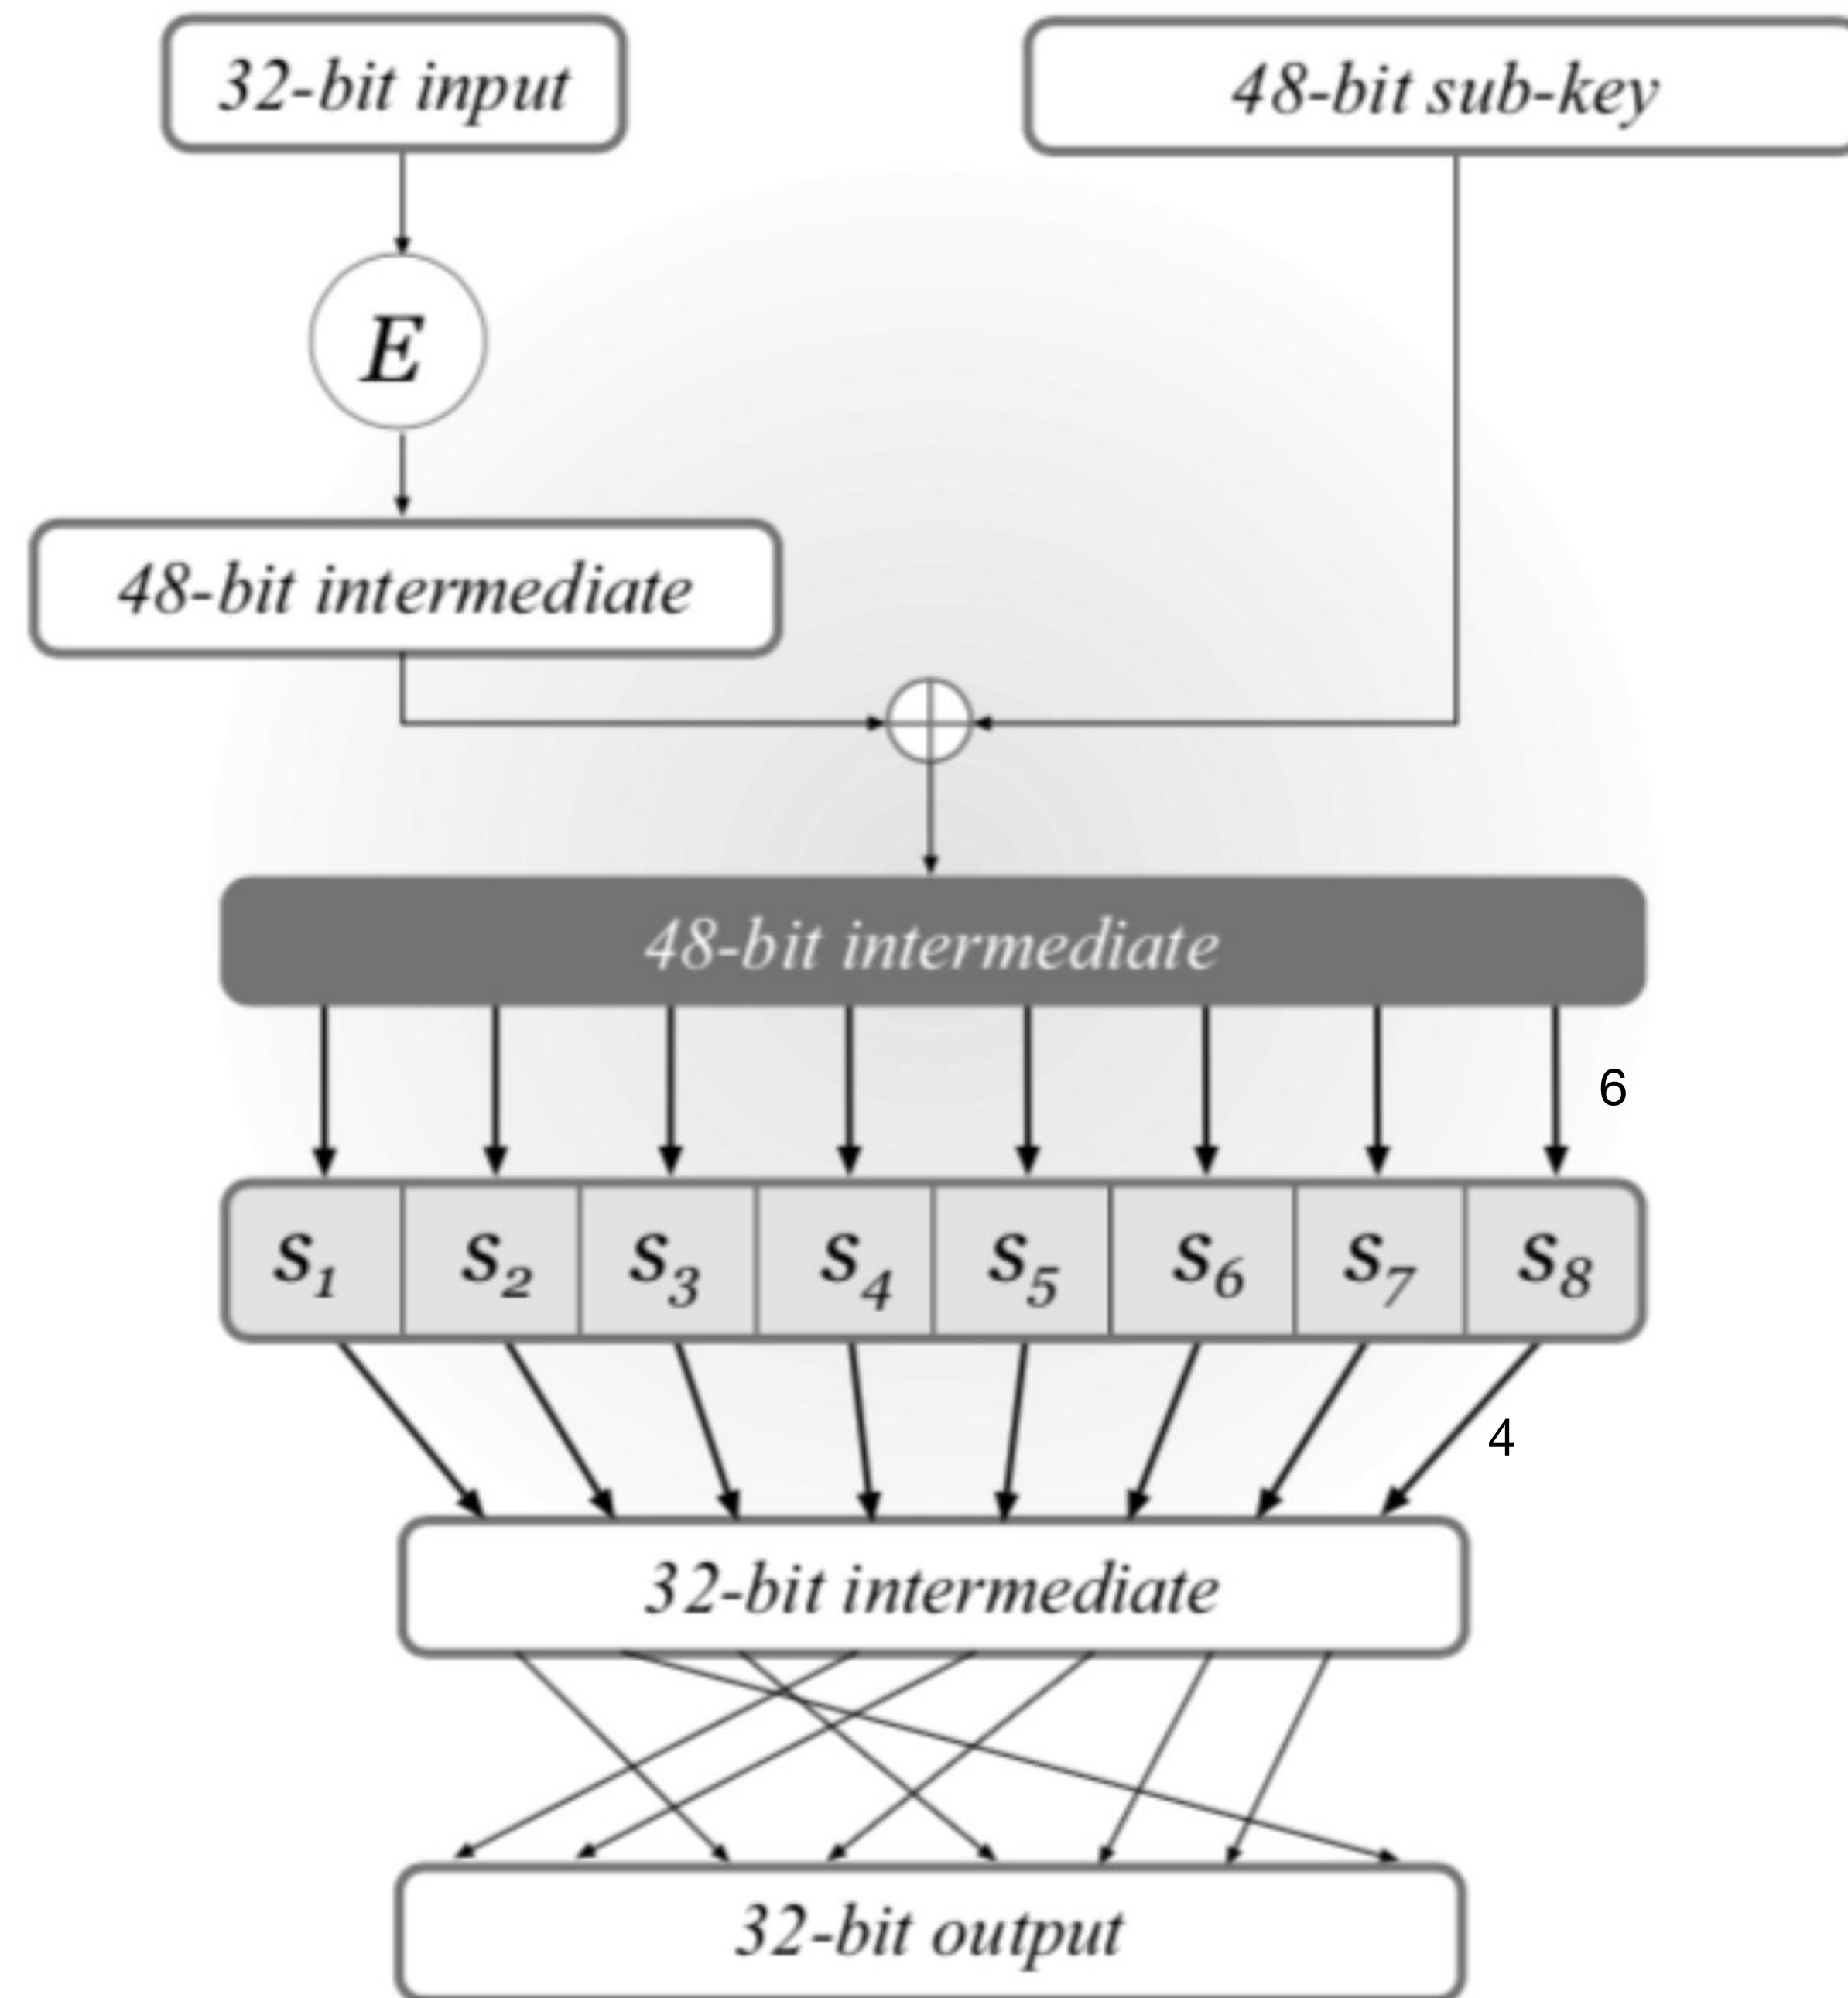 32-bit input
48-bit sub-key
E
48-bit intermediate
48-bit intermediate
6
S1 S2 S3 S4 S5 S6 S7 S8
4
32-bit intermediate
32-bit output